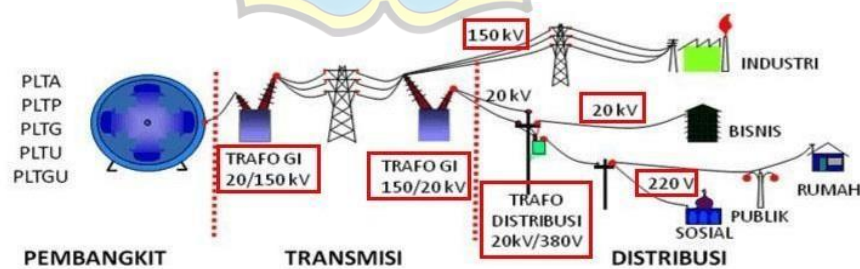 150 kV
INDUSTRI
PLTA
PLTP
PLTG
PLTU
PLTGU
20 kV
20 kV
BISNIS
TRAFO GI
20/150 kV
TRAFO GI
150/20 kV
TRAFO
DISTRIBUSI
20kV/380V
220 V
RUMAH
PUBLIK
SOSIAL
PEMBANGKIT
TRANSMISI
DISTRIBUSI